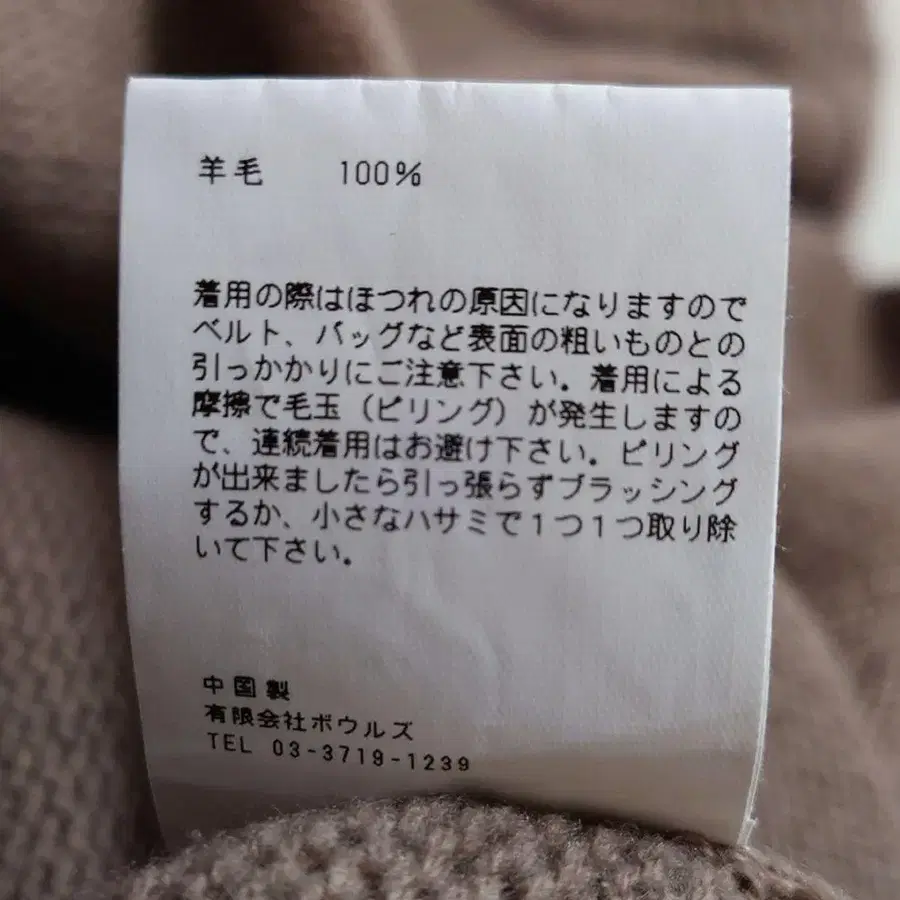 羊毛 100%
着用の際はほつれの原因になりますので
ベルト、バッグなど表面の粗いものとの
引っかかりにご注意下さい。着用による
摩擦で毛玉（ピリング）が発生しますの
で、連続着用はお避け下さい。ピリング
が出来ましたら引っ張らずブラッシング
するか、小さなハサミで1つ1つ取り除
いて下さい。
中国製
有限会社ボウルズ
TEL 03-3719-1239